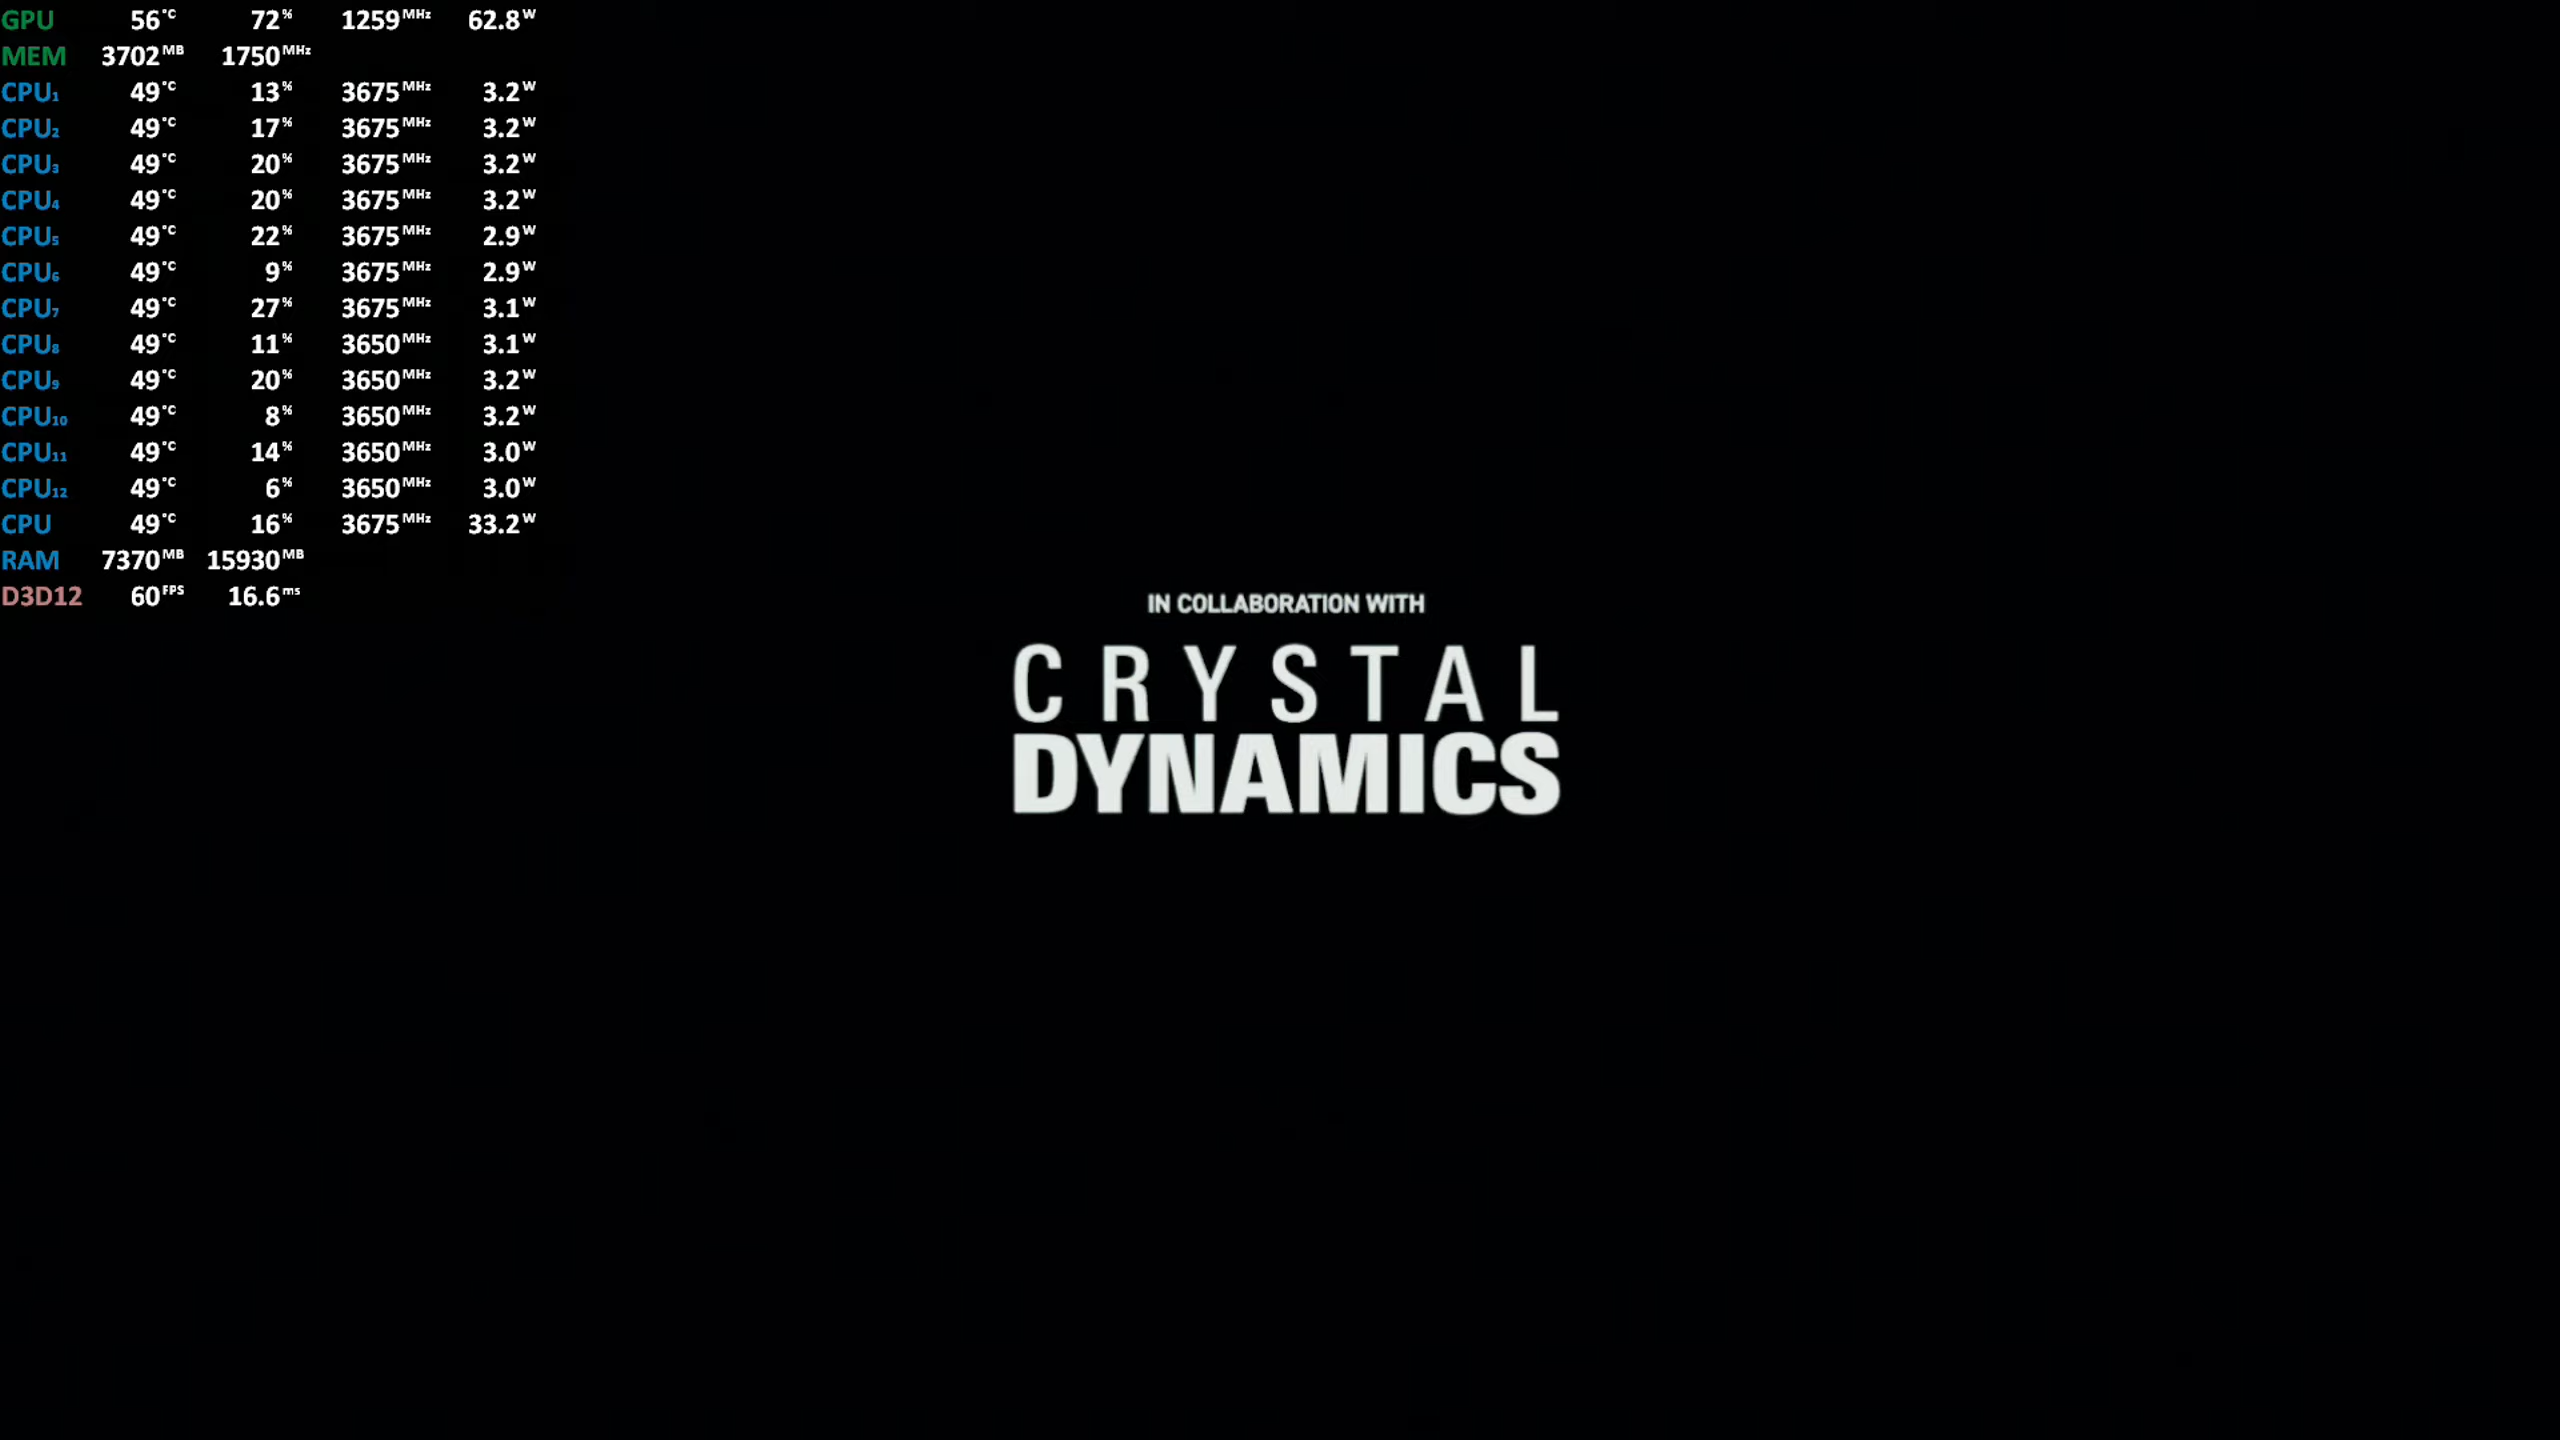 GPU 56°C 72% 1259MHz 62.8W
MEM 3702MB 1750MHz
CPU1 49°C 13% 3675MHz 3.2W
CPU2 49°C 17% 3675MHz 3.2W
CPU3 49°C 20% 3675MHz 3.2W
CPU4 49°C 20% 3675MHz 3.2W
CPU5 49°C 22% 3675MHz 2.9W
CPU6 49°C 9% 3675MHz 2.9W
CPU7 49°C 27% 3675MHz 3.1W
CPU8 49°C 11% 3650MHz 3.1W
CPU9 49°C 20% 3650MHz 3.2W
CPU10 49°C 8% 3650MHz 3.2W
CPU11 49°C 14% 3650MHz 3.0W
CPU12 49°C 6% 3650MHz 3.0W
CPU 49°C 16% 3675MHz 33.2W
RAM 7370MB 15930MB
D3D12 60FPS 16.6ms
IN COLLABORATION WITH
CRYSTAL
DYNAMICS